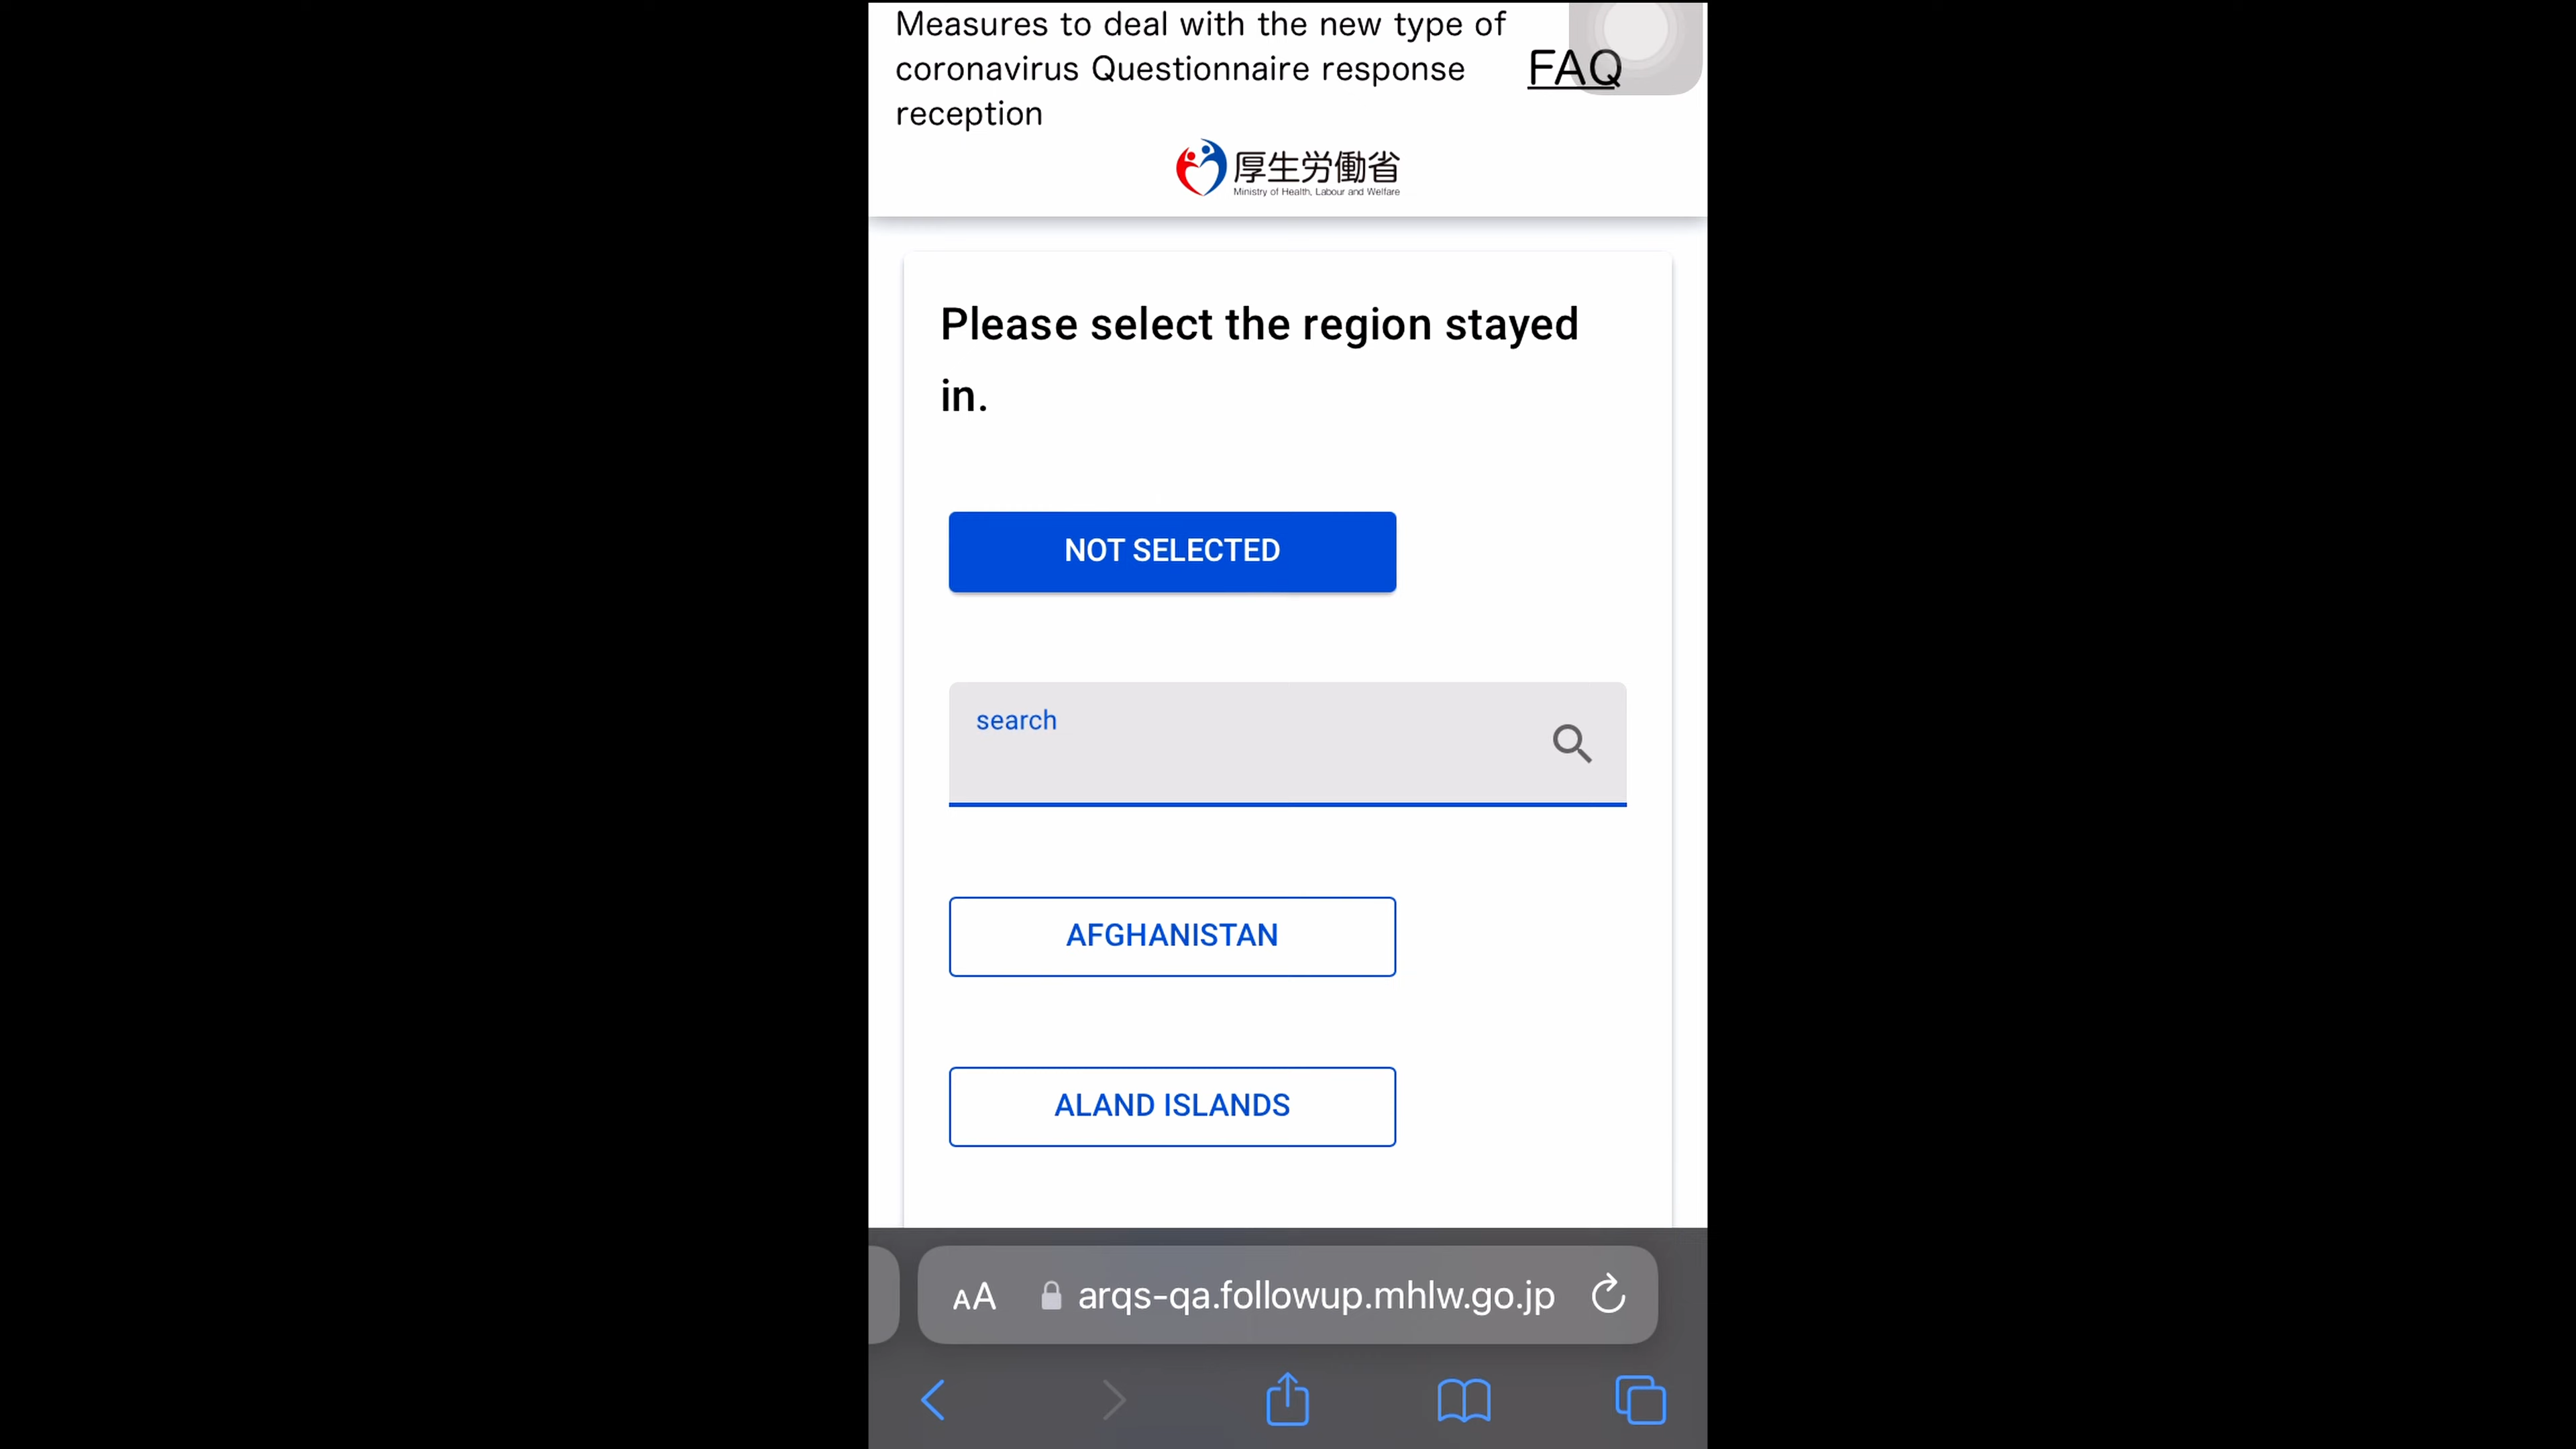 Measures to deal with the new type of
coronavirus Questionnaire response
reception
FAQ
厚生労働省
Ministry of Health, Labour and Welfare
Please select the region stayed
in.
NOT SELECTED
search
AFGHANISTAN
ALAND ISLANDS
AA arqs-qa.followup.mhlw.go.jp